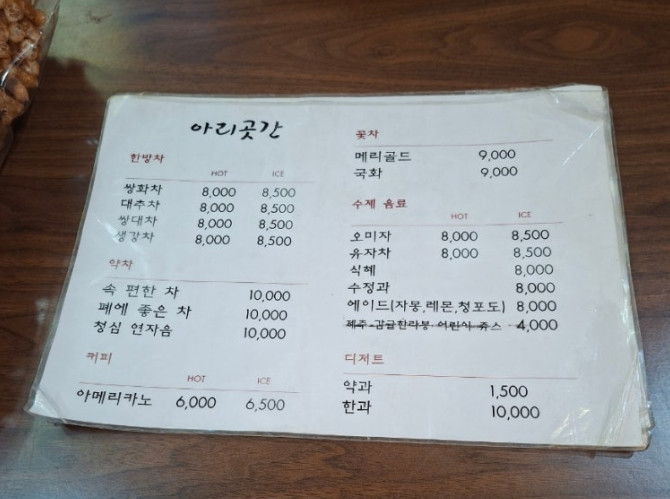 아리곳간
한방차
HOT ICE
쌍화차 8,000 8,500
대추차 8,000 8,500
쌍대차 8,000 8,500
생강차 8,000 8,500
약차
속 편한 차 10,000
폐에 좋은 차 10,000
청심 연자음 10,000
커피
HOT ICE
아메리카노 6,000 6,500
꽃차
메리골드 9,000
국화 9,000
수제 음료
HOT ICE
오미자 8,000 8,500
유자차 8,000 8,500
식혜 8,000
수정과 8,000
에이드(자몽,레몬,청포도) 8,000
제주 감귤한라봉 어린이 쥬스 4,000
디저트
약과 1,500
한과 10,000